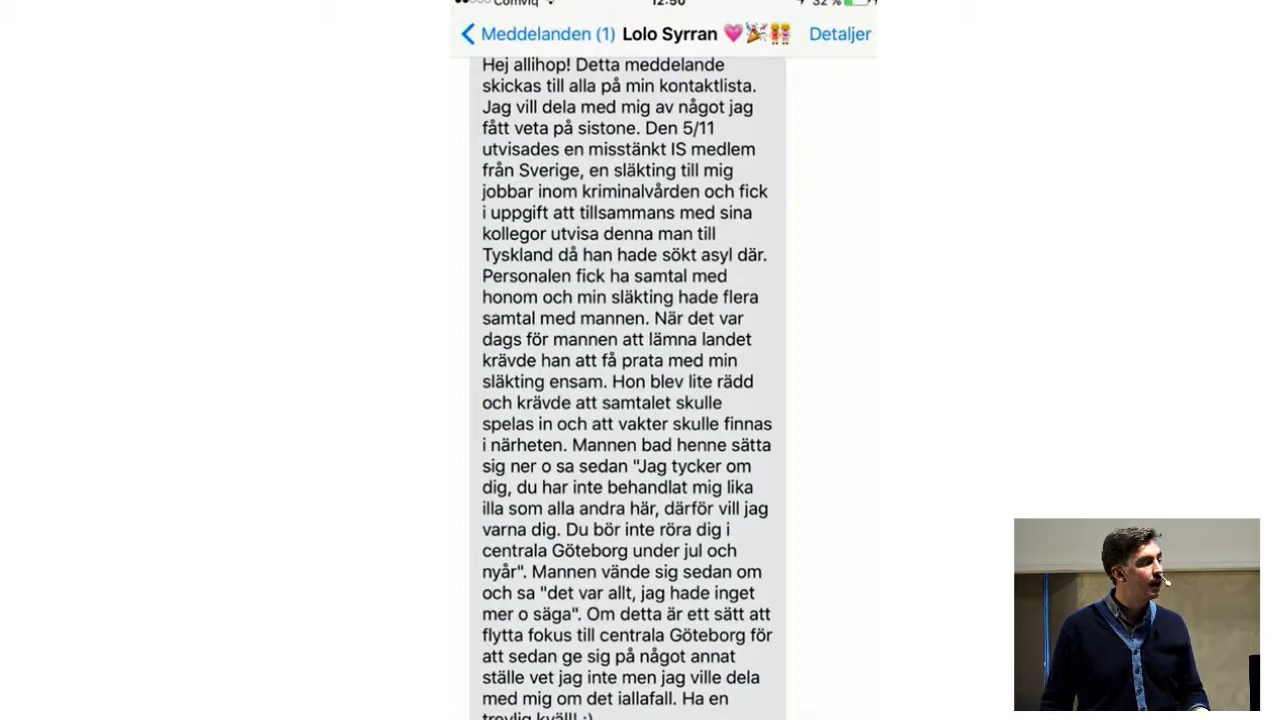 Comviq 12:50 32 %
Meddelanden (1) Lolo Syrran 💗🎉👭 Detaljer
Hej allihop! Detta meddelande
skickas till alla på min kontaktlista.
Jag vill dela med mig av något jag
fått veta på sistone. Den 5/11
utvisades en misstänkt IS medlem
från Sverige, en släkting till mig
jobbar inom kriminalvården och fick
i uppgift att tillsammans med sina
kollegor utvisa denna man till
Tyskland då han hade sökt asyl där.
Personalen fick ha samtal med
honom och min släkting hade flera
samtal med mannen. När det var
dags för mannen att lämna landet
krävde han att få prata med min
släkting ensam. Hon blev lite rädd
och krävde att samtalet skulle
spelas in och att vakter skulle finnas
i närheten. Mannen bad henne sätta
sig ner o sa sedan "Jag tycker om
dig, du har inte behandlat mig lika
illa som alla andra här, därför vill jag
varna dig. Du bör inte röra dig i
centrala Göteborg under jul och
nyår". Mannen vände sig sedan om
och sa "det var allt, jag hade inget
mer o säga". Om detta är ett sätt att
flytta fokus till centrala Göteborg för
att sedan ge sig på något annat
ställe vet jag inte men jag ville dela
med mig om det iallafall. Ha en
trevlig kväll! :)